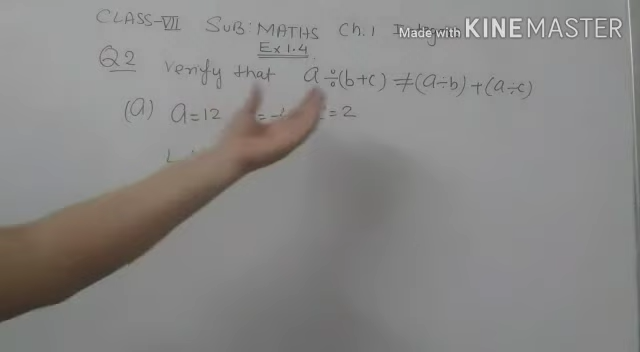 CLASS-VII SUB: MATHS Ch.1
Made with KINEMASTER
Ex 1.4
Q2 Verify that a÷(b+c) ≠ (a÷b) + (a÷c)
(a) a=12 = 2